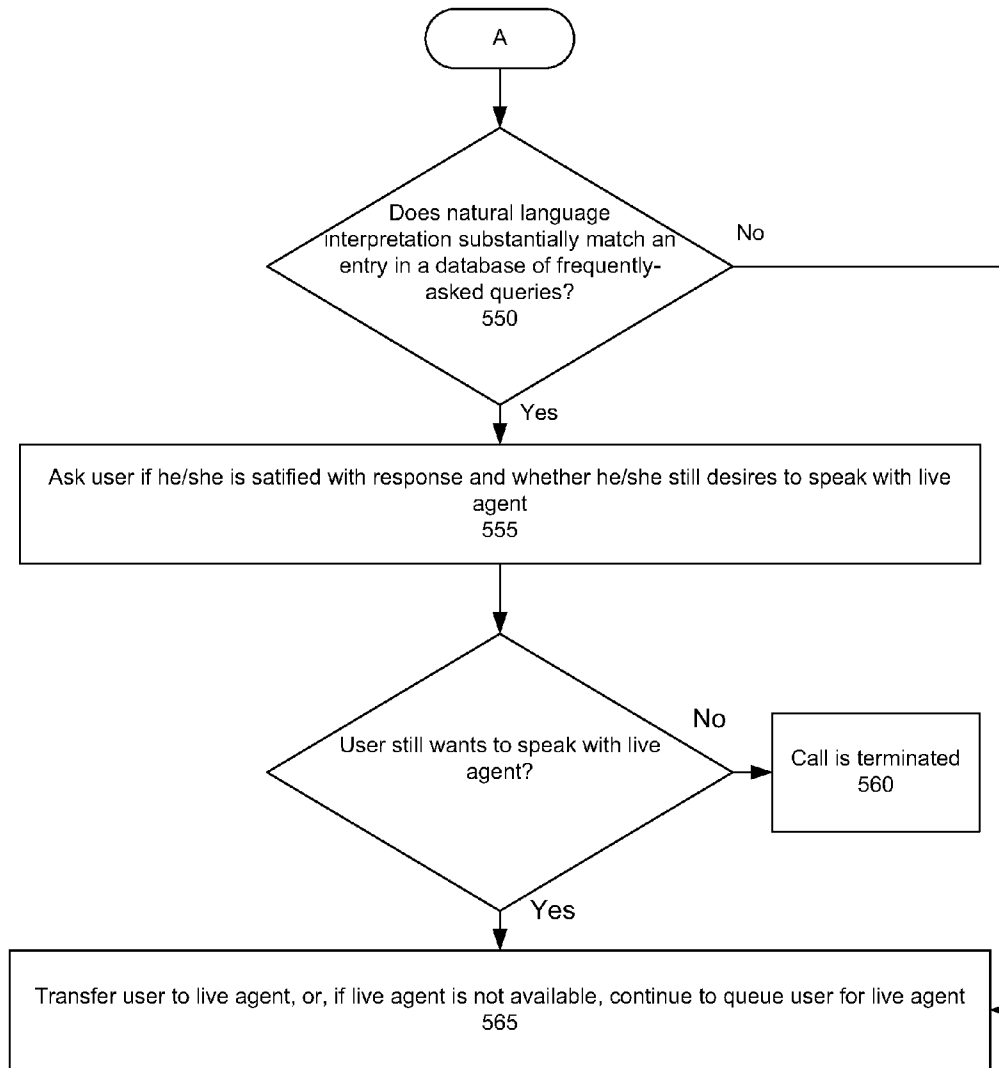 A
Does natural language
interpretation substantially match an
entry in a database of frequently-
asked queries?
550
No
Yes
Ask user if he/she is satified with response and whether he/she still desires to speak with live
agent
555
User still wants to speak with live
agent?
No
Call is terminated
560
Yes
Transfer user to live agent, or, if live agent is not available, continue to queue user for live agent
565